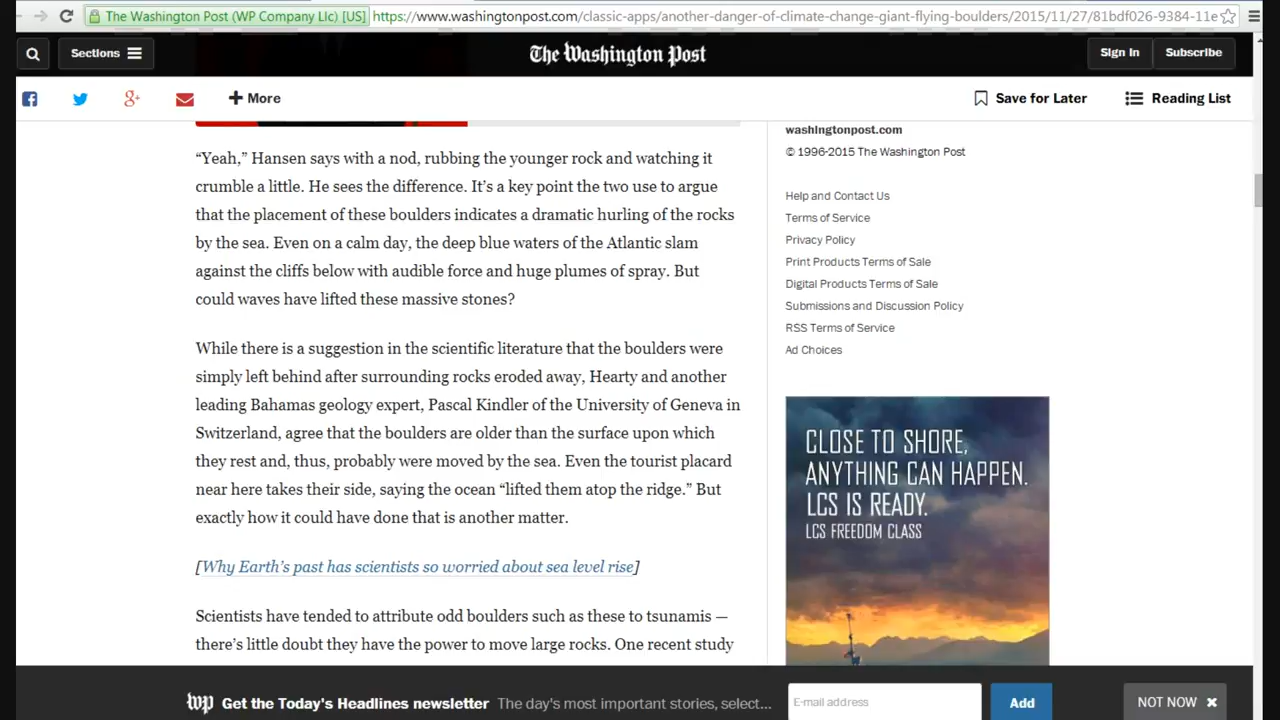 The Washington Post (WP Company Llc) [US] https://www.washingtonpost.com/classic-apps/another-danger-of-climate-change-giant-flying-boulders/2015/11/27/81bdf026-9384-11e
Sections The Washington Post Sign In Subscribe
More Save for Later Reading List
“Yeah,” Hansen says with a nod, rubbing the younger rock and watching it
crumble a little. He sees the difference. It’s a key point the two use to argue
that the placement of these boulders indicates a dramatic hurling of the rocks
by the sea. Even on a calm day, the deep blue waters of the Atlantic slam
against the cliffs below with audible force and huge plumes of spray. But
could waves have lifted these massive stones?
While there is a suggestion in the scientific literature that the boulders were
simply left behind after surrounding rocks eroded away, Hearty and another
leading Bahamas geology expert, Pascal Kindler of the University of Geneva in
Switzerland, agree that the boulders are older than the surface upon which
they rest and, thus, probably were moved by the sea. Even the tourist placard
near here takes their side, saying the ocean “lifted them atop the ridge.” But
exactly how it could have done that is another matter.
[Why Earth’s past has scientists so worried about sea level rise]
Scientists have tended to attribute odd boulders such as these to tsunamis —
there’s little doubt they have the power to move large rocks. One recent study
washingtonpost.com
© 1996-2015 The Washington Post
Help and Contact Us
Terms of Service
Privacy Policy
Print Products Terms of Sale
Digital Products Terms of Sale
Submissions and Discussion Policy
RSS Terms of Service
Ad Choices
CLOSE TO SHORE,
ANYTHING CAN HAPPEN.
LCS IS READY.
LCS FREEDOM CLASS
WP Get the Today's Headlines newsletter The day's most important stories, select... E-mail address Add NOT NOW ×